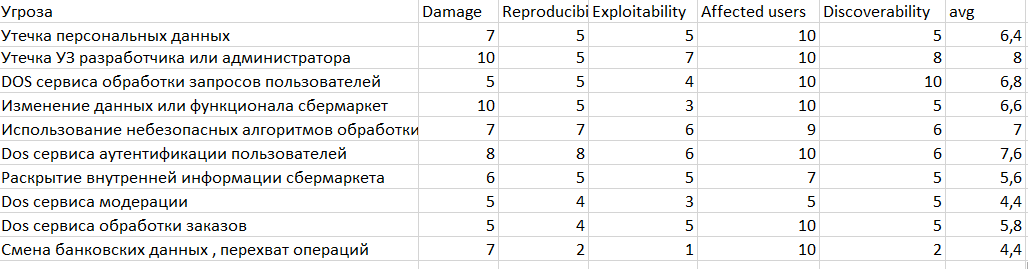 Угроза Damage Reproducibi Exploitability Affected users Discoverability avg
Утечка персональных данных 7 5 5 10 5 6,4
Утечка УЗ разработчика или администратора 10 5 7 10 8 8
DOS сервиса обработки запросов пользователей 5 5 4 10 10 6,8
Изменение данных или функционала сбермаркет 10 5 3 10 5 6,6
Использование небезопасных алгоритмов обработки 7 7 6 9 6 7
Dos сервиса аутентификации пользователей 8 8 6 10 6 7,6
Раскрытие внутренней информации сбермаркета 6 5 5 7 5 5,6
Dos сервиса модерации 5 4 3 5 5 4,4
Dos сервиса обработки заказов 5 4 5 10 5 5,8
Смена банковских данных , перехват операций 7 2 1 10 2 4,4